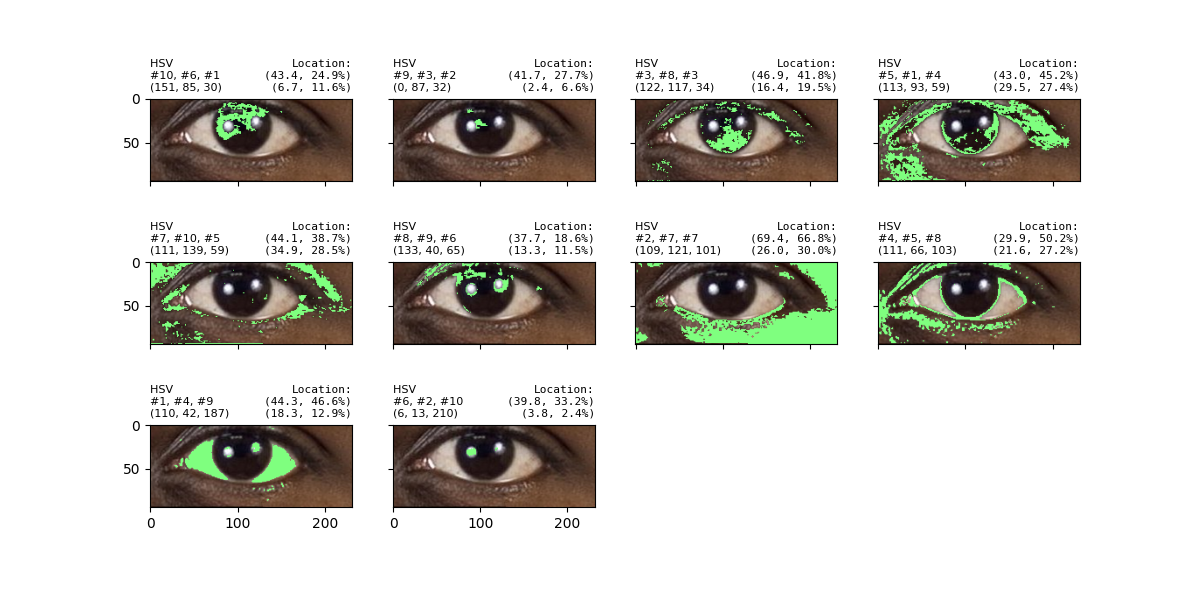 HSV Location:
#10, #6, #1 (43.4, 24.9%)
(151, 85, 30) (6.7, 11.6%)
HSV Location:
#9, #3, #2 (41.7, 27.7%)
(0, 87, 32) (2.4, 6.6%)
HSV Location:
#3, #8, #3 (46.9, 41.8%)
(122, 117, 34) (16.4, 19.5%)
HSV Location:
#5, #1, #4 (43.0, 45.2%)
(113, 93, 59) (29.5, 27.4%)
0
50
HSV Location:
#7, #10, #5 (44.1, 38.7%)
(111, 139, 59) (34.9, 28.5%)
HSV Location:
#8, #9, #6 (37.7, 18.6%)
(133, 40, 65) (13.3, 11.5%)
HSV Location:
#2, #7, #7 (69.4, 66.8%)
(109, 121, 101) (26.0, 30.0%)
HSV Location:
#4, #5, #8 (29.9, 50.2%)
(111, 66, 103) (21.6, 27.2%)
0
50
HSV Location:
#1, #4, #9 (44.3, 46.6%)
(110, 42, 187) (18.3, 12.9%)
HSV Location:
#6, #2, #10 (39.8, 33.2%)
(6, 13, 210) (3.8, 2.4%)
0
50
0 100 200
0 100 200